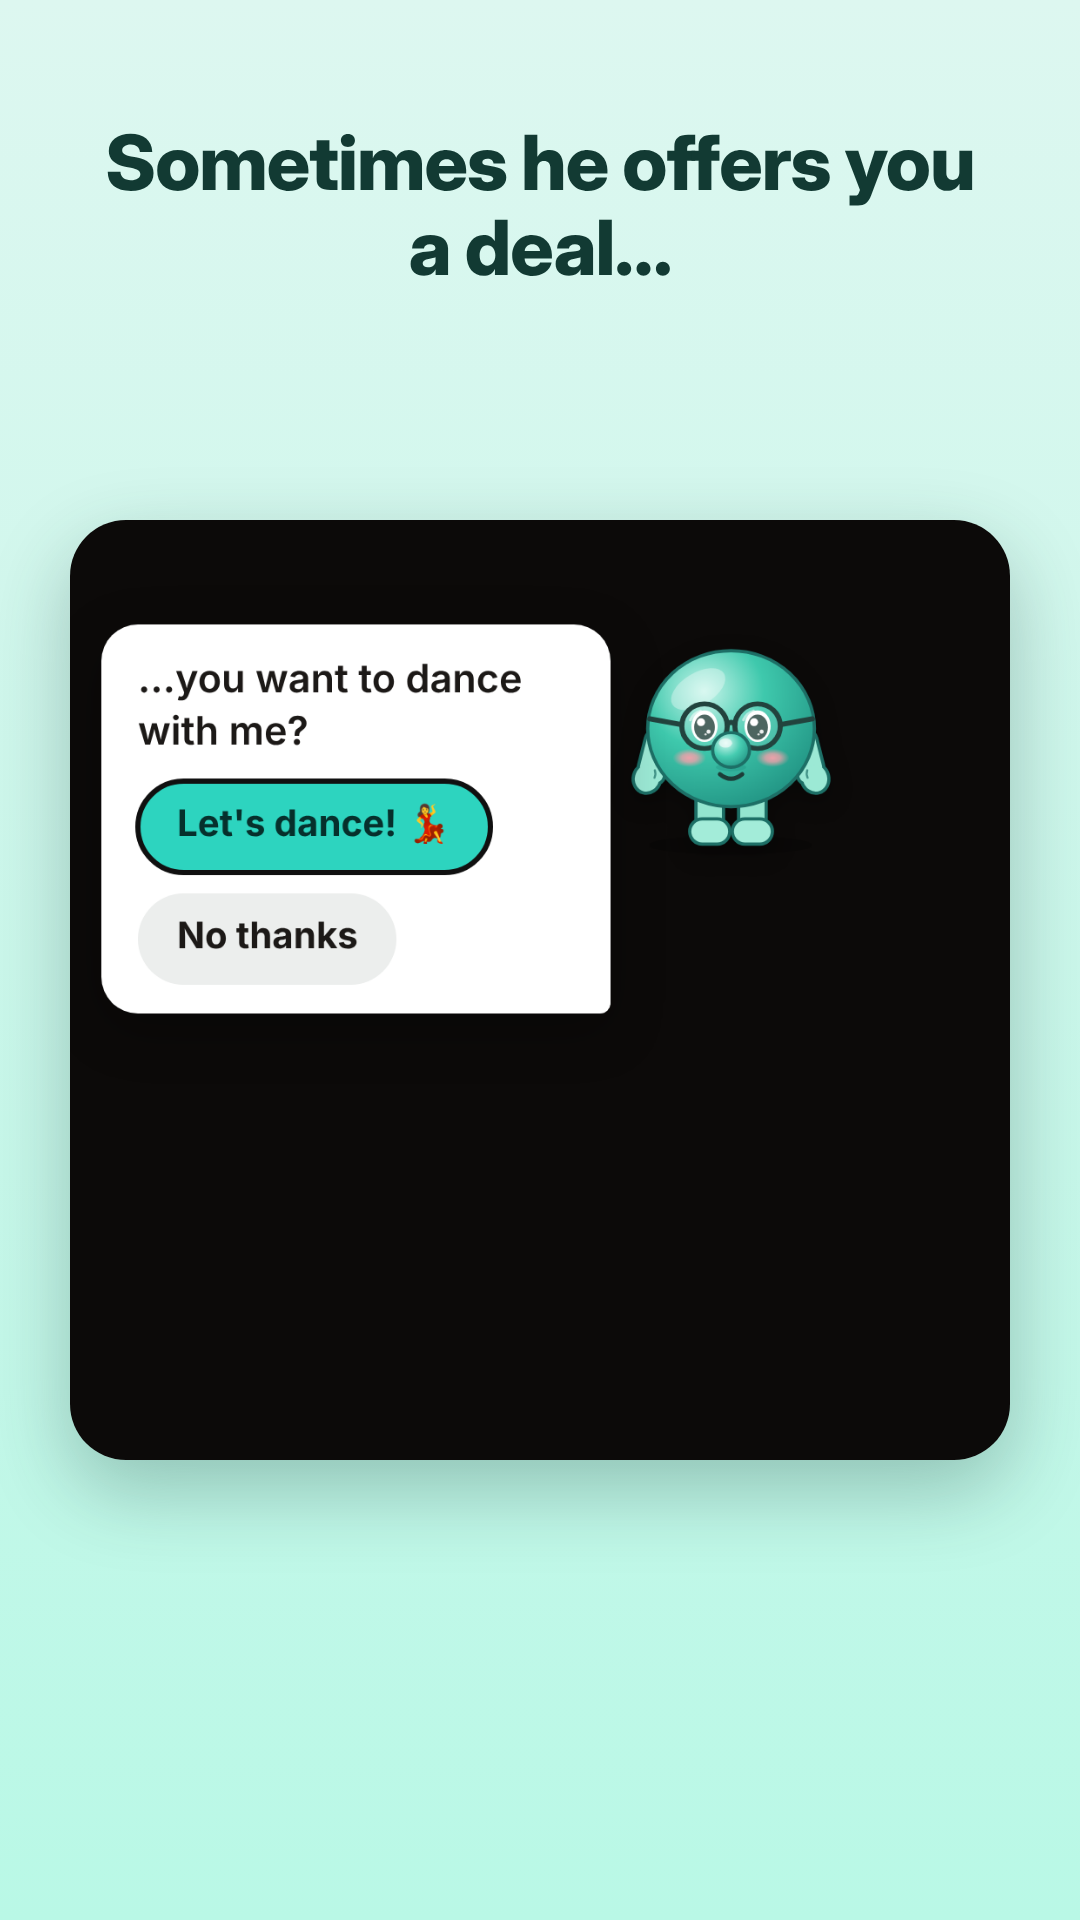 Sometimes he offers you
a deal...
...you want to dance
with me?
Let's dance! 💃
No thanks